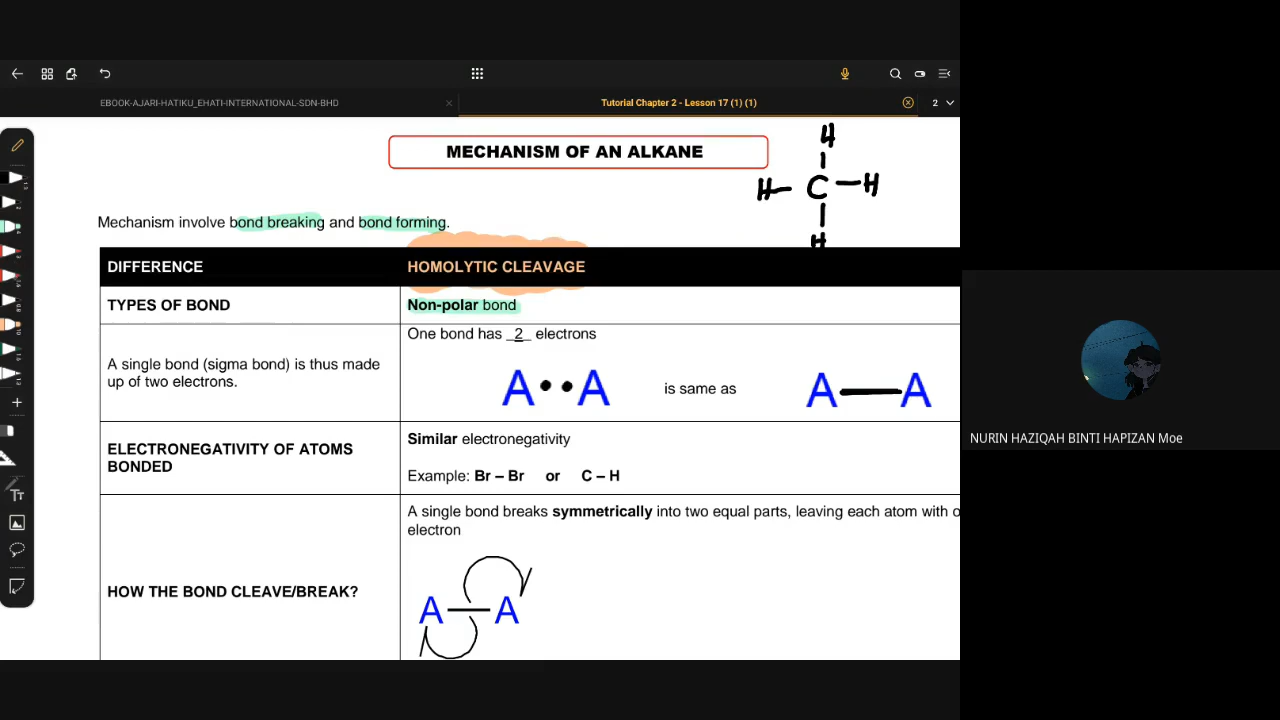 EBOOK-AJARI-HATIKU_EHATI-INTERNATIONAL-SDN-BHD
Tutorial Chapter 2 - Lesson 17 (1) (1)
2
MECHANISM OF AN ALKANE
H
H C H
H
Mechanism involve bond breaking and bond forming.
DIFFERENCE HOMOLYTIC CLEAVAGE
TYPES OF BOND Non-polar bond
One bond has _2_ electrons
A single bond (sigma bond) is thus made
up of two electrons.
A • • A is same as A — A
ELECTRONEGATIVITY OF ATOMS
BONDED
Similar electronegativity
Example: Br – Br or C – H
A single bond breaks symmetrically into two equal parts, leaving each atom with o
electron
HOW THE BOND CLEAVE/BREAK?
A — A
Tт
NURIN HAZIQAH BINTI HAPIZAN Moe